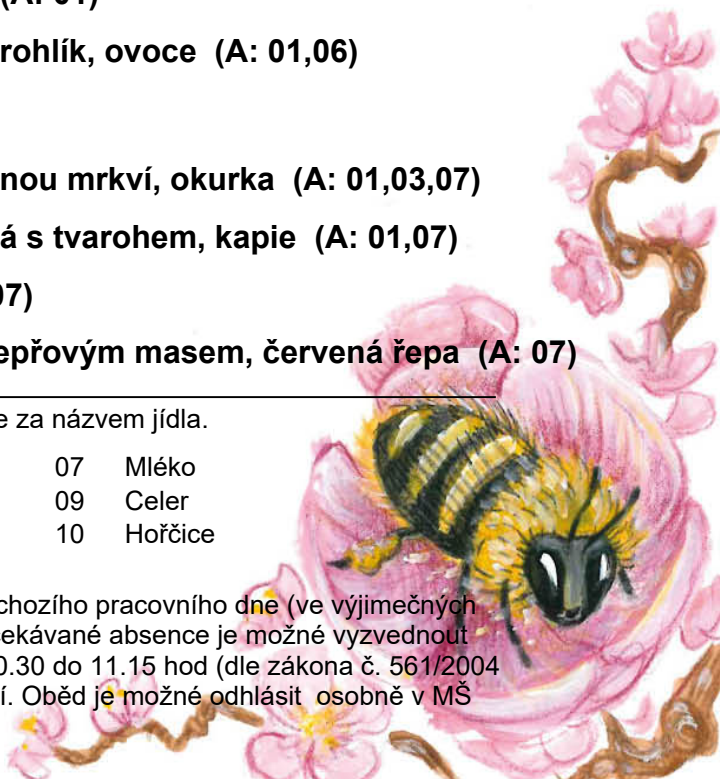 (A: 01)
rohlík, ovoce (A: 01,06)
nou mrkví, okurka (A: 01,03,07)
á s tvarohem, kapie (A: 01,07)
07)
epřovým masem, červená řepa (A: 07)
e za názvem jídla.
07 Mléko
09 Celer
10 Hořčice
chozího pracovního dne (ve výjimečných
ekávané absence je možné vyzvednout
0.30 do 11.15 hod (dle zákona č. 561/2004
í. Oběd je možné odhlásit osobně v MŠ